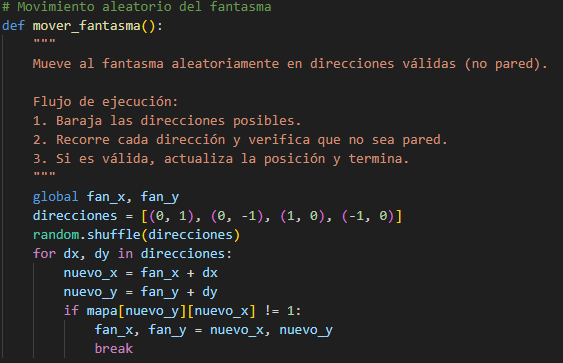 # Movimiento aleatorio del fantasma
def mover_fantasma():
    """
    Mueve al fantasma aleatoriamente en direcciones válidas (no pared).

    Flujo de ejecución:
    1. Baraja las direcciones posibles.
    2. Recorre cada dirección y verifica que no sea pared.
    3. Si es válida, actualiza la posición y termina.
    """
    global fan_x, fan_y
    direcciones = [(0, 1), (0, -1), (1, 0), (-1, 0)]
    random.shuffle(direcciones)
    for dx, dy in direcciones:
        nuevo_x = fan_x + dx
        nuevo_y = fan_y + dy
        if mapa[nuevo_y][nuevo_x] != 1:
            fan_x, fan_y = nuevo_x, nuevo_y
            break